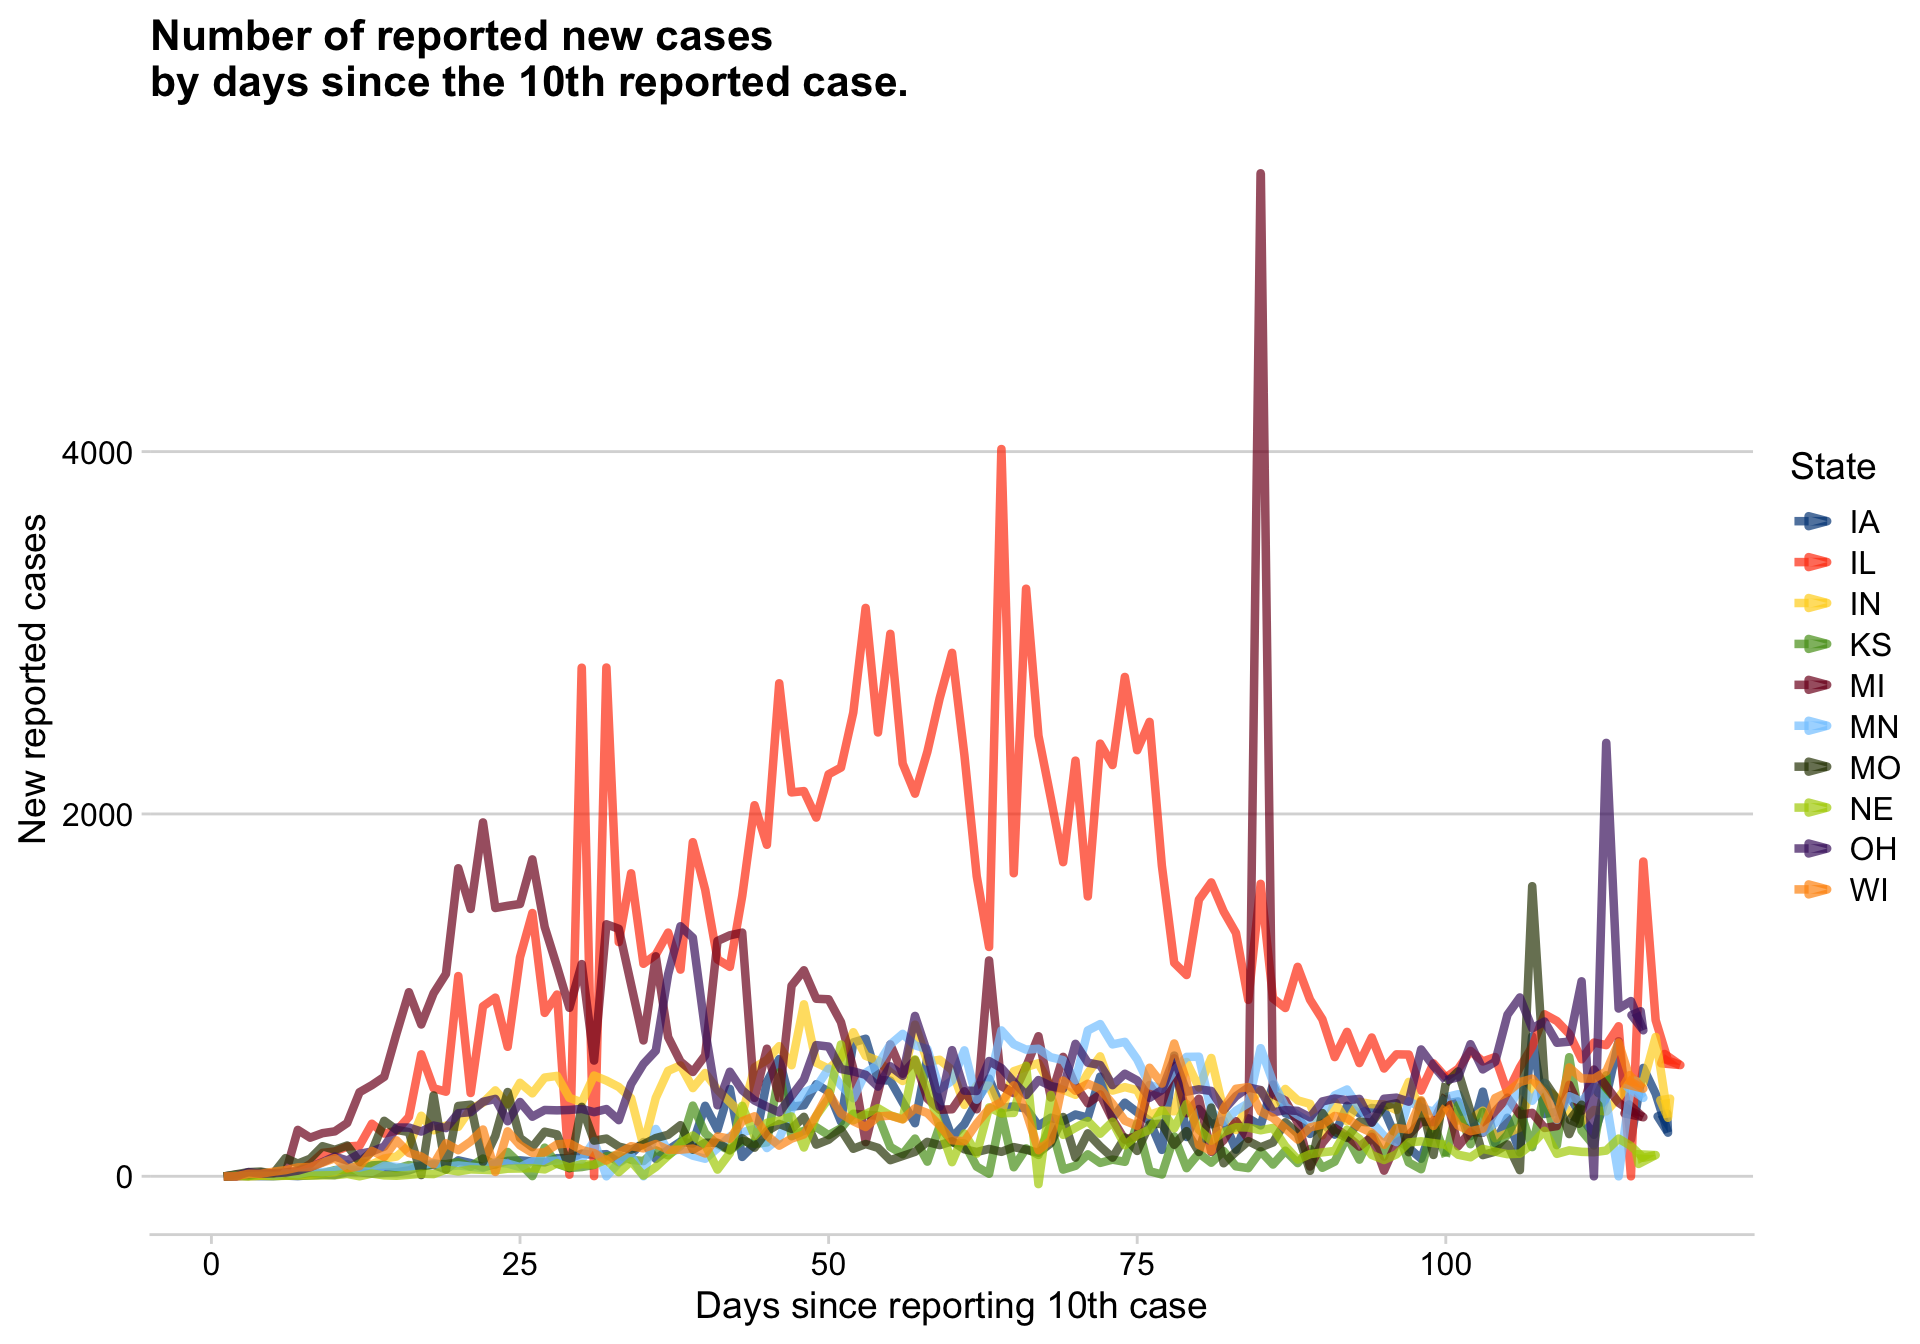 Number of reported new cases
by days since the 10th reported case.
New reported cases
4000
2000
0
0
25
50
75
100
Days since reporting 10th case
State
IA
IL
IN
KS
MI
MN
MO
NE
OH
WI